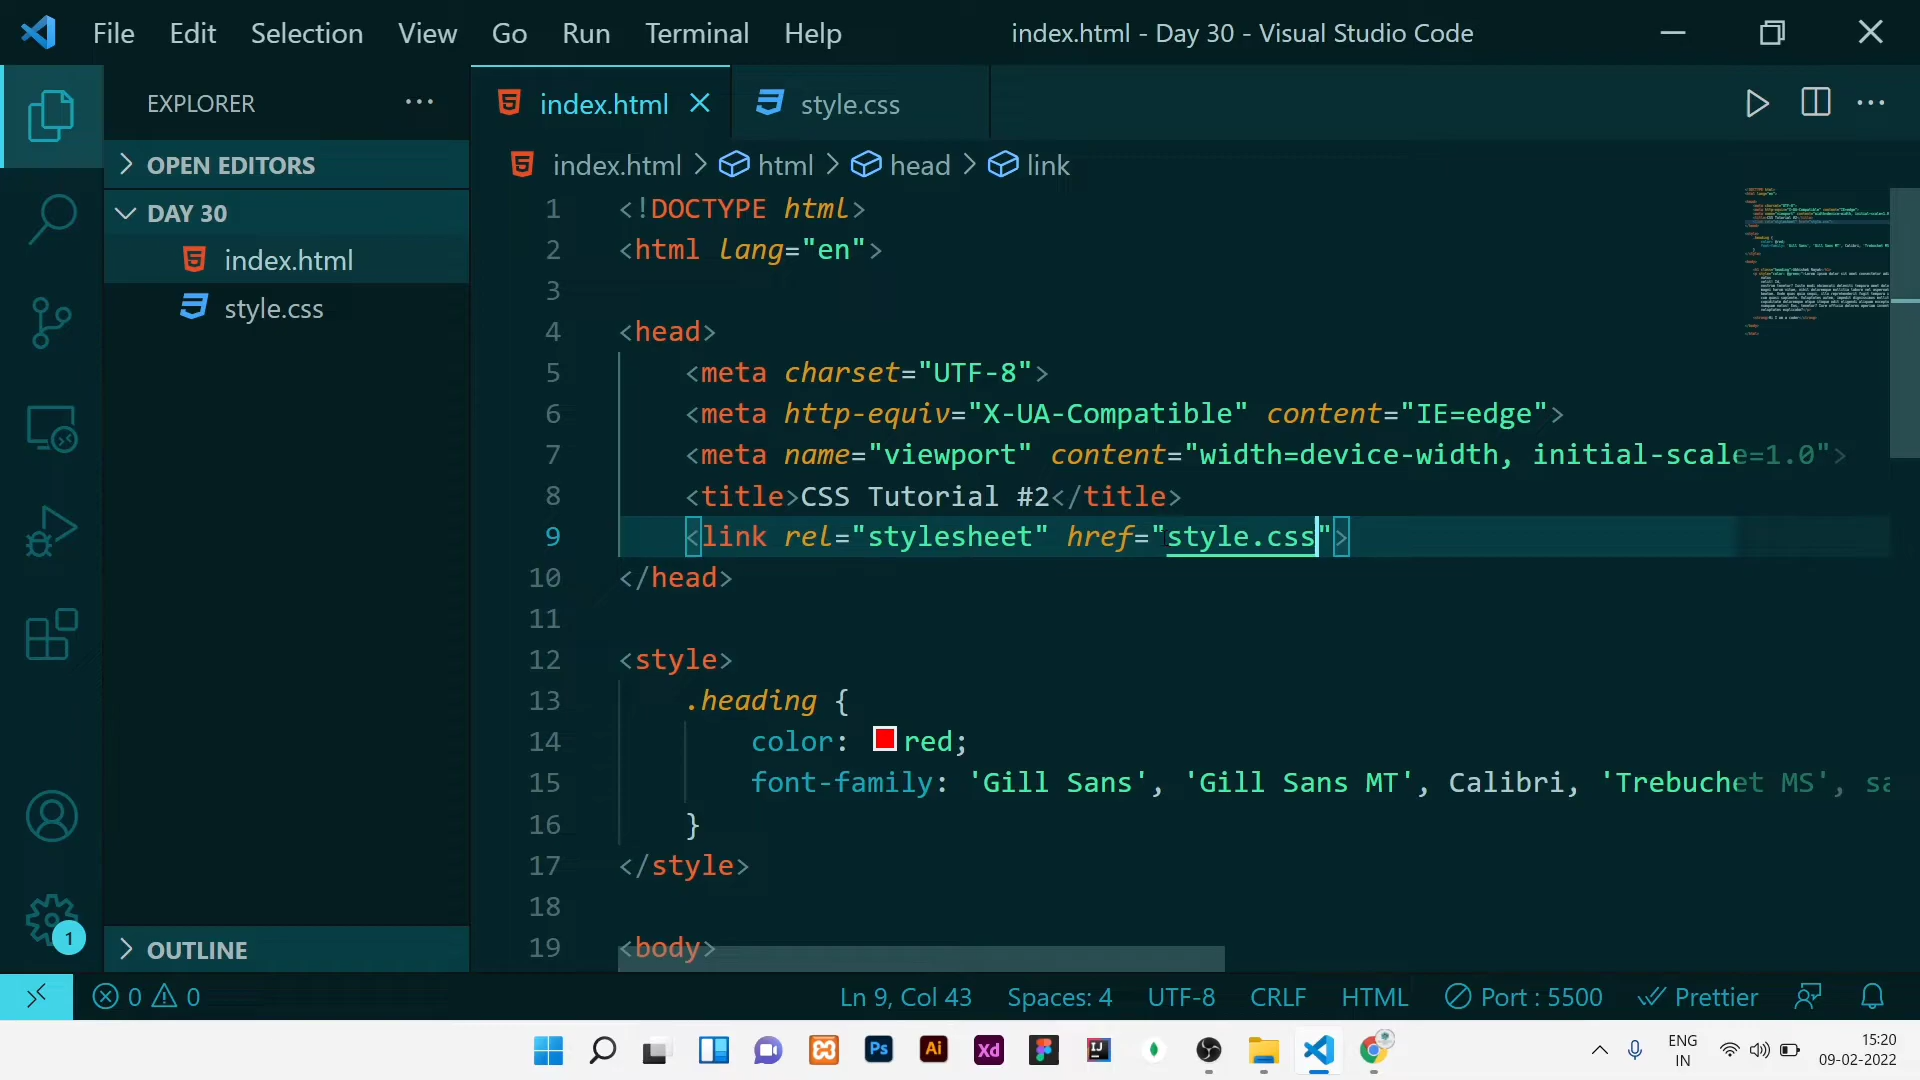 File Edit Selection View Go Run Terminal Help
index.html - Day 30 - Visual Studio Code
EXPLORER
OPEN EDITORS
DAY 30
index.html
style.css
OUTLINE
index.html
style.css
index.html > html > head > link
1 <!DOCTYPE html>
2 <html lang="en">
3
4 <head>
5 <meta charset="UTF-8">
6 <meta http-equiv="X-UA-Compatible" content="IE=edge">
7 <meta name="viewport" content="width=device-width, initial-scale=1.0">
8 <title>CSS Tutorial #2</title>
9 <link rel="stylesheet" href="style.css">
10 </head>
11
12 <style>
13 .heading {
14 color: red;
15 font-family: 'Gill Sans', 'Gill Sans MT', Calibri, 'Trebuchet MS', sa
16 }
17 </style>
18
19 <body>
1
0 0 Ln 9, Col 43 Spaces: 4 UTF-8 CRLF HTML Port : 5500 Prettier
Ps Ai Xd IJ
ENG
IN
15:20
09-02-2022